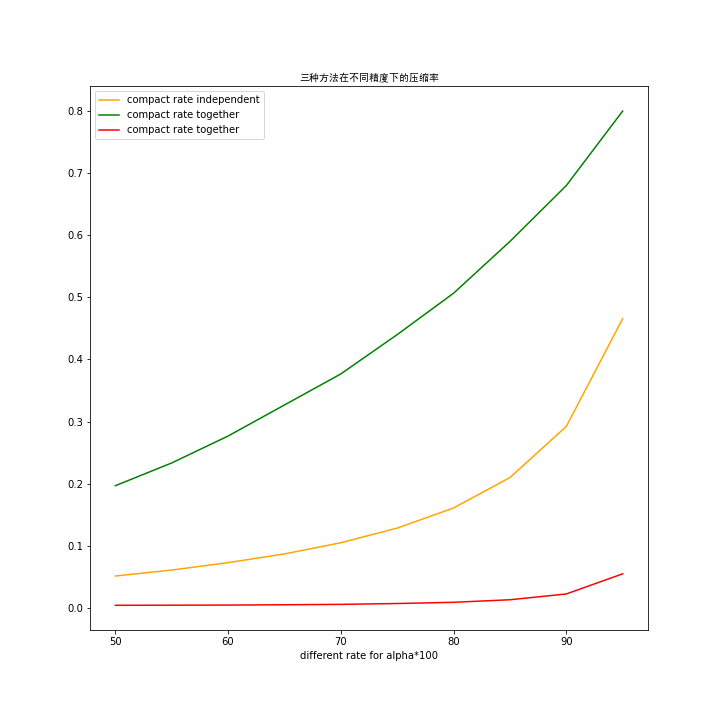 三种方法在不同精度下的压缩率
compact rate independent
compact rate together
compact rate together
0.8
0.7
0.6
0.5
0.4
0.3
0.2
0.1
0.0
50 60 70 80 90
different rate for alpha*100